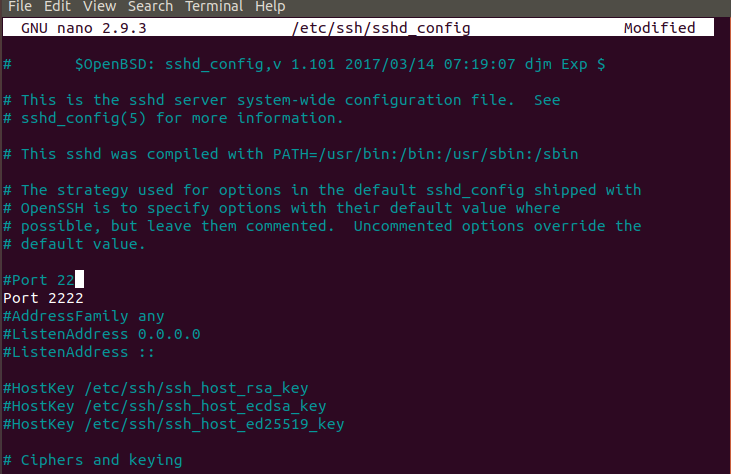 File Edit View Search Terminal Help
GNU nano 2.9.3 /etc/ssh/sshd_config Modified
# $OpenBSD: sshd_config,v 1.101 2017/03/14 07:19:07 djm Exp $
# This is the sshd server system-wide configuration file. See
# sshd_config(5) for more information.
# This sshd was compiled with PATH=/usr/bin:/bin:/usr/sbin:/sbin
# The strategy used for options in the default sshd_config shipped with
# OpenSSH is to specify options with their default value where
# possible, but leave them commented. Uncommented options override the
# default value.
#Port 22
Port 2222
#AddressFamily any
#ListenAddress 0.0.0.0
#ListenAddress ::
#HostKey /etc/ssh/ssh_host_rsa_key
#HostKey /etc/ssh/ssh_host_ecdsa_key
#HostKey /etc/ssh/ssh_host_ed25519_key
# Ciphers and keying